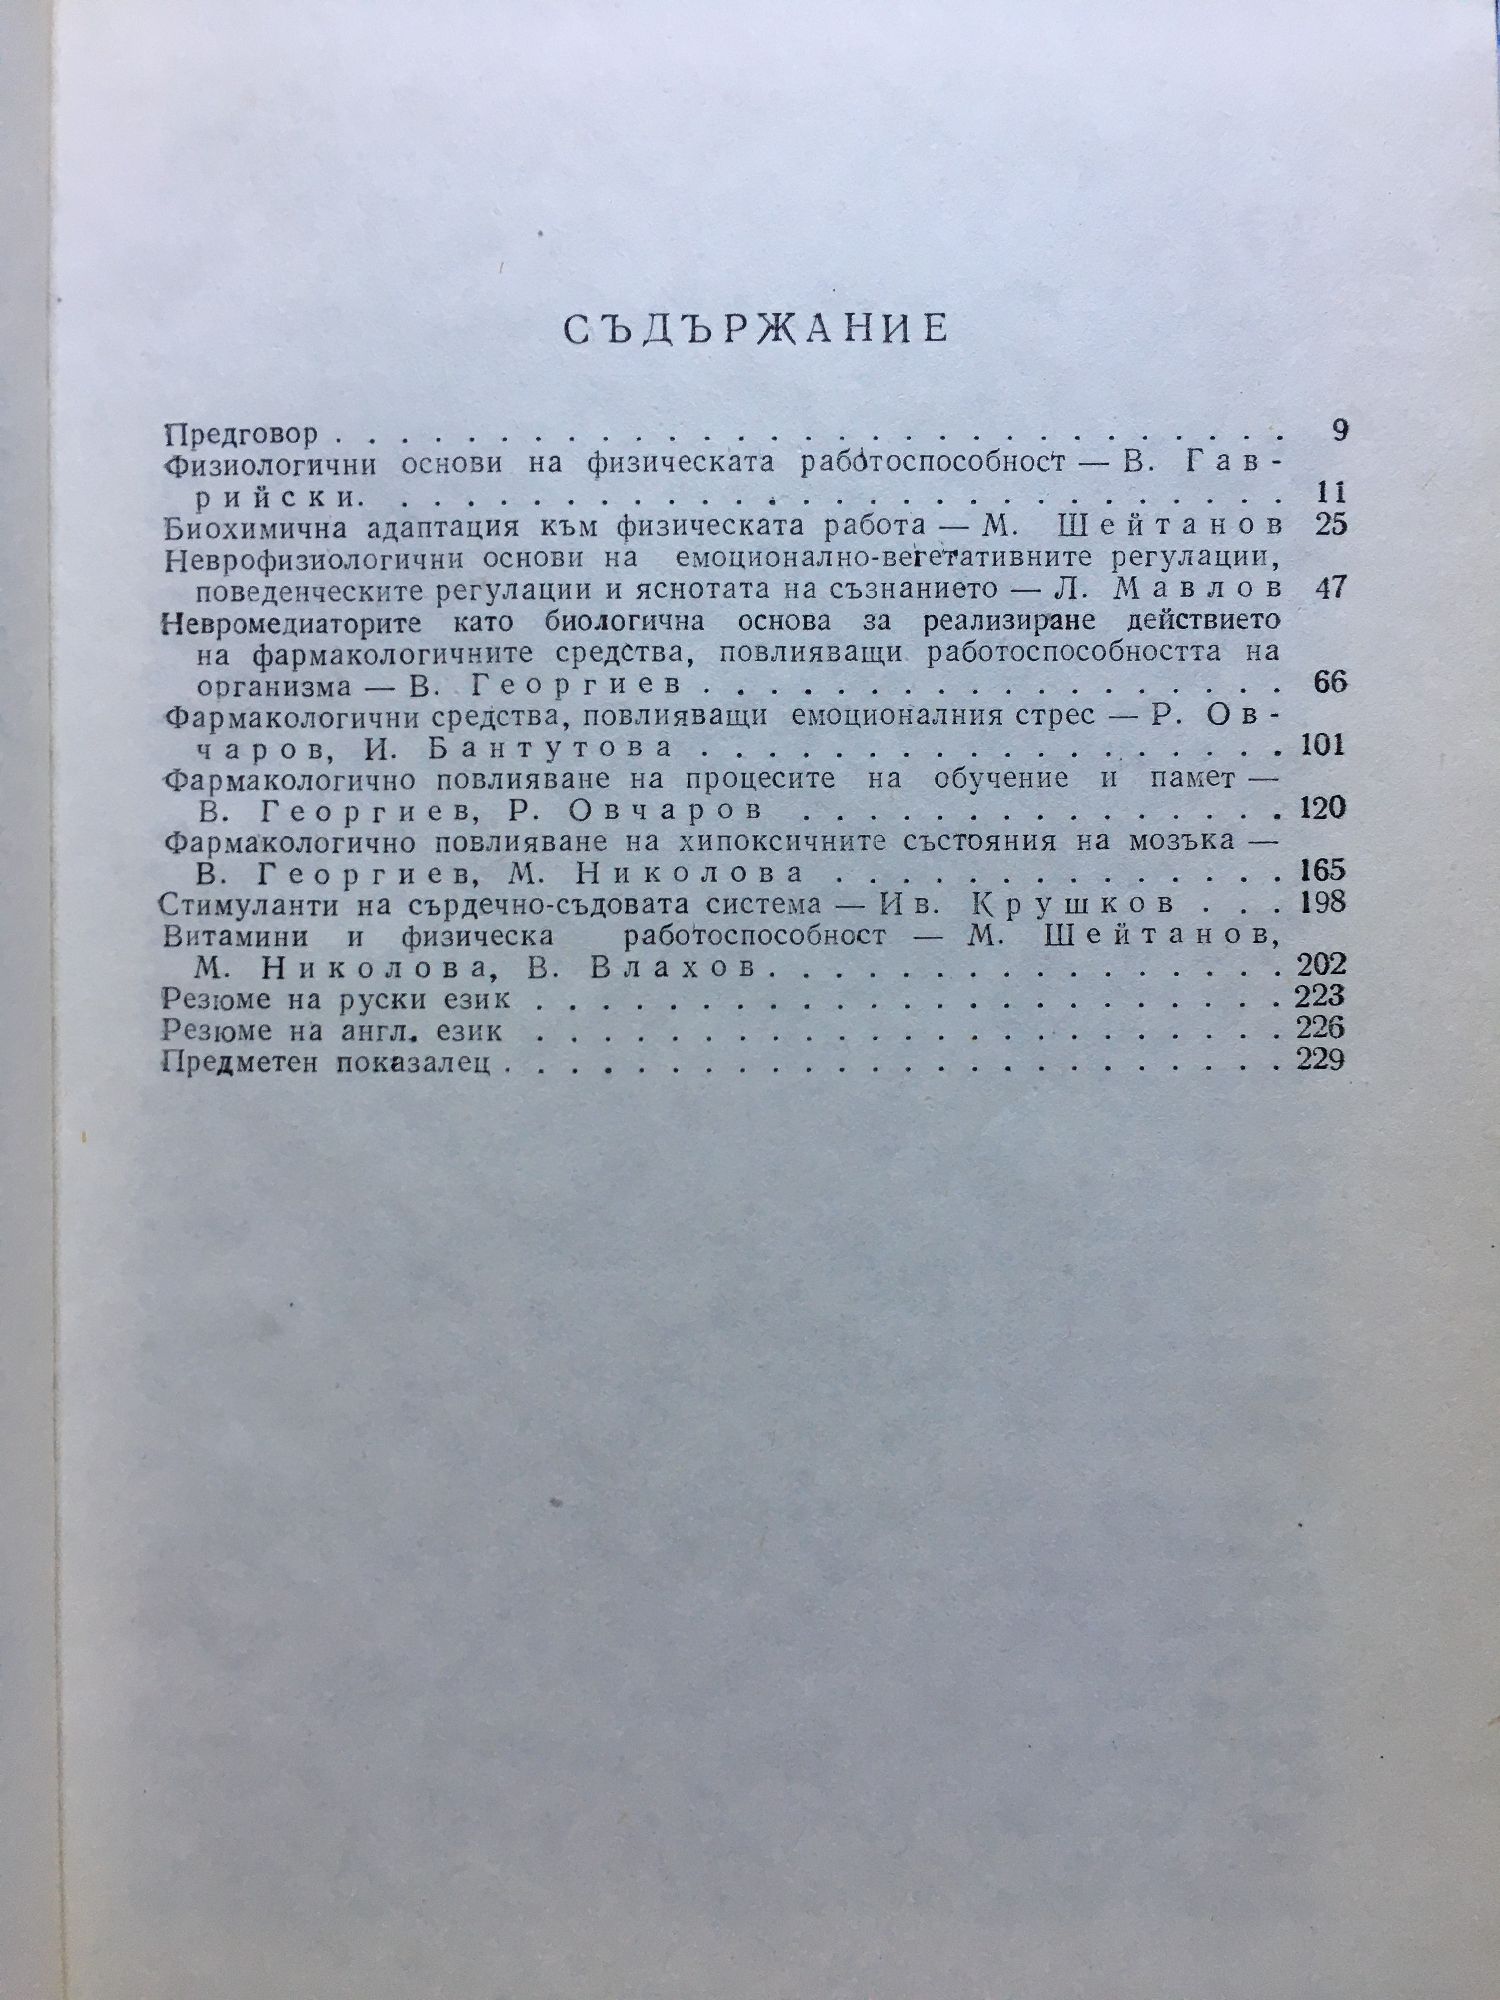 СЪДЪРЖАНИЕ
Предговор . . . . . . . . . . . . . . . . . . . . . . . . . . . . . 9
Физиологични основи на физическата работоспособност — В. Гав-
рийски. . . . . . . . . . . . . . . . . . . . . . . . . . . . . 11
Биохимична адаптация към физическата работа — М. Шейтанов 25
Неврофизиологични основи на емоционално-вегетативните регулации,
поведенческите регулации и яснотата на съзнанието — Л. Мавлов 47
Невромедиаторите като биологична основа за реализиране действието
на фармакологичните средства, повлияващи работоспособността на
организма — В. Георгиев . . . . . . . . . . . . . . . . . . 66
Фармакологични средства, повлияващи емоционалния стрес — Р. Ов-
чаров, И. Бантутова . . . . . . . . . . . . . . . . . . 101
Фармакологично повлияване на процесите на обучение и памет —
В. Георгиев, Р. Овчаров . . . . . . . . . . . . . . . 120
Фармакологично повлияване на хипоксичните състояния на мозъка —
В. Георгиев, М. Николова . . . . . . . . . . . . . . 165
Стимуланти на сърдечно-съдовата система — Ив. Крушков . . . 198
Витамини и физическа работоспособност — М. Шейтанов,
М. Николова, В. Влахов. . . . . . . . . . . . . . . . 202
Резюме на руски език . . . . . . . . . . . . . . . . . . . . . . . 223
Резюме на англ. език . . . . . . . . . . . . . . . . . . . . . . . 226
Предметен показалец . . . . . . . . . . . . . . . . . . . . . . . . 229